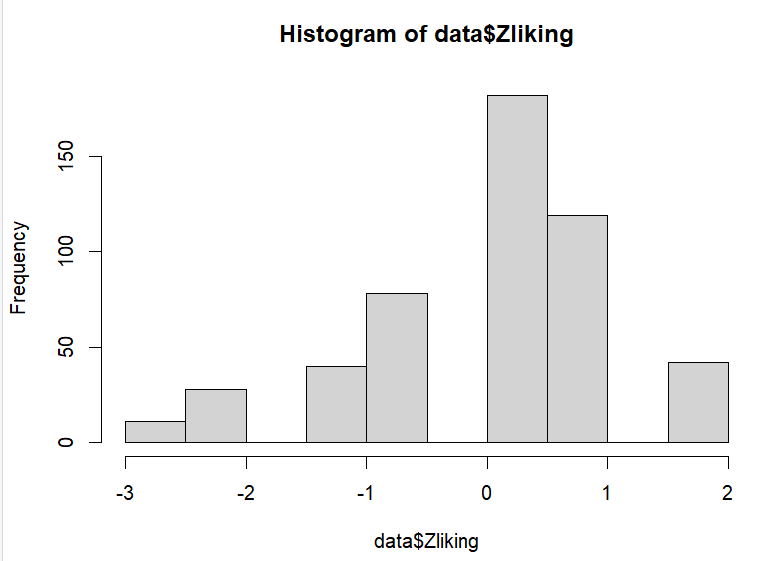 Histogram of data$Zliking
Frequency
150
100
50
0
-3 -2 -1 0 1 2
data$Zliking